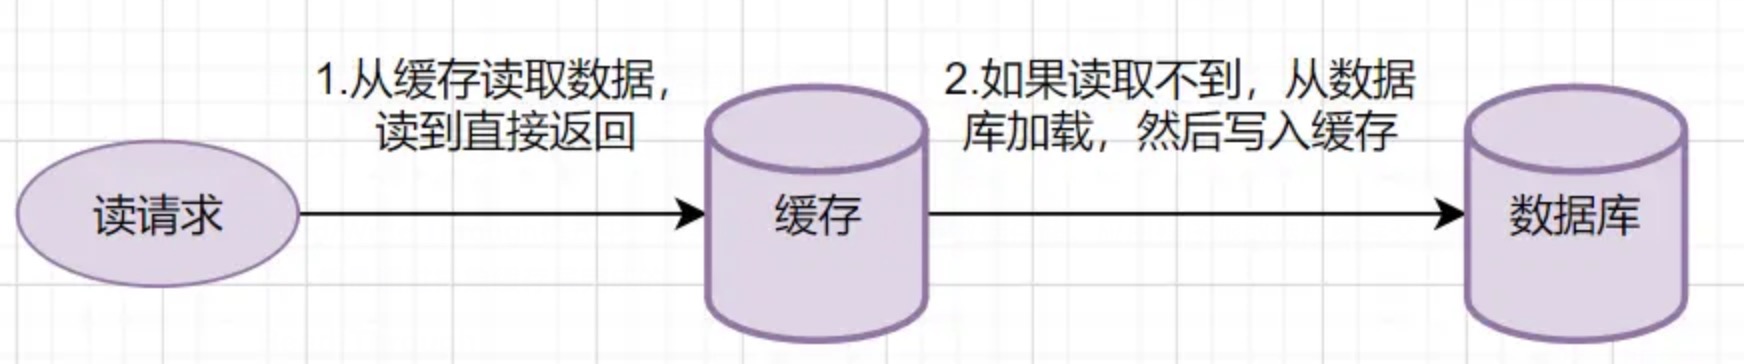 1.从缓存读取数据，
读到直接返回
2.如果读取不到，从数据
库加载，然后写入缓存
读请求
缓存
数据库